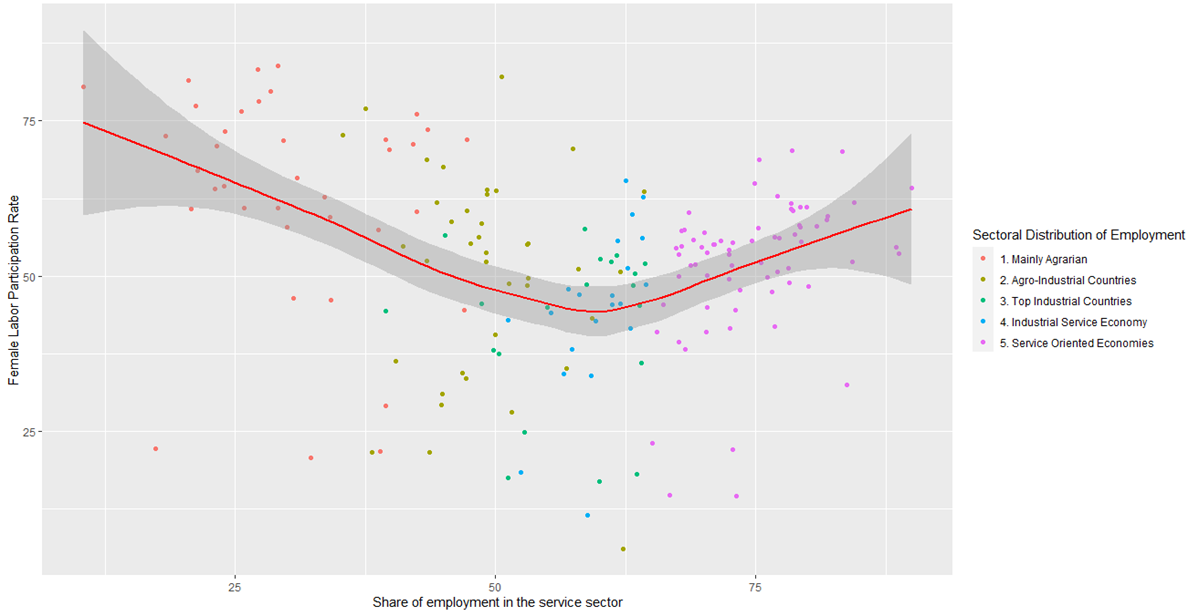 75
50
25
25
50
75
Female Labor Participation Rate
Share of employment in the service sector
Sectoral Distribution of Employment
1. Mainly Agrarian
2. Agro-Industrial Countries
3. Top Industrial Countries
4. Industrial Service Economy
5. Service Oriented Economies